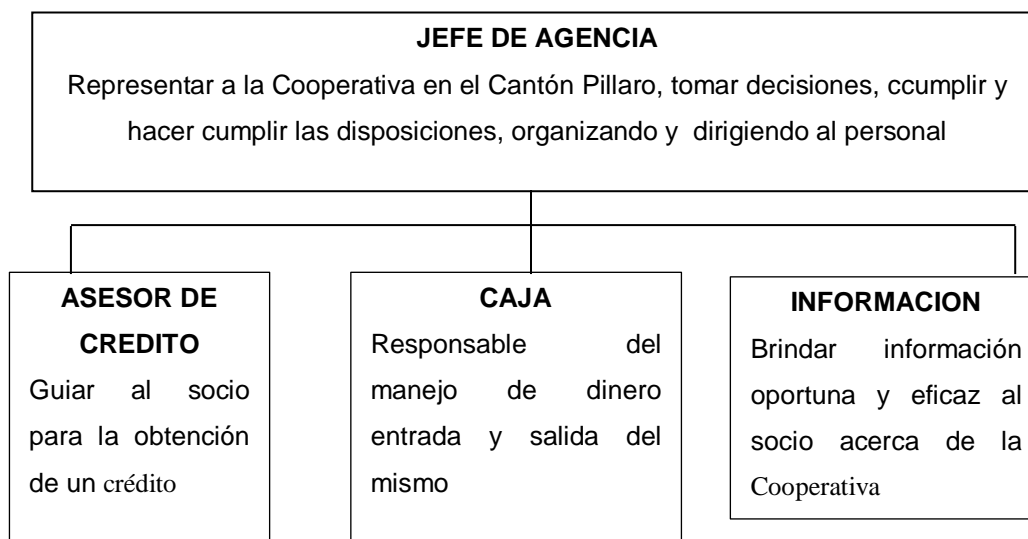 JEFE DE AGENCIA
Representar a la Cooperativa en el Cantón Pillaro, tomar decisiones, ccumplir y
hacer cumplir las disposiciones, organizando y dirigiendo al personal
ASESOR DE
CREDITO
Guiar al socio
para la obtención
de un crédito
CAJA
Responsable del
manejo de dinero
entrada y salida del
mismo
INFORMACION
Brindar información
oportuna y eficaz al
socio acerca de la
Cooperativa